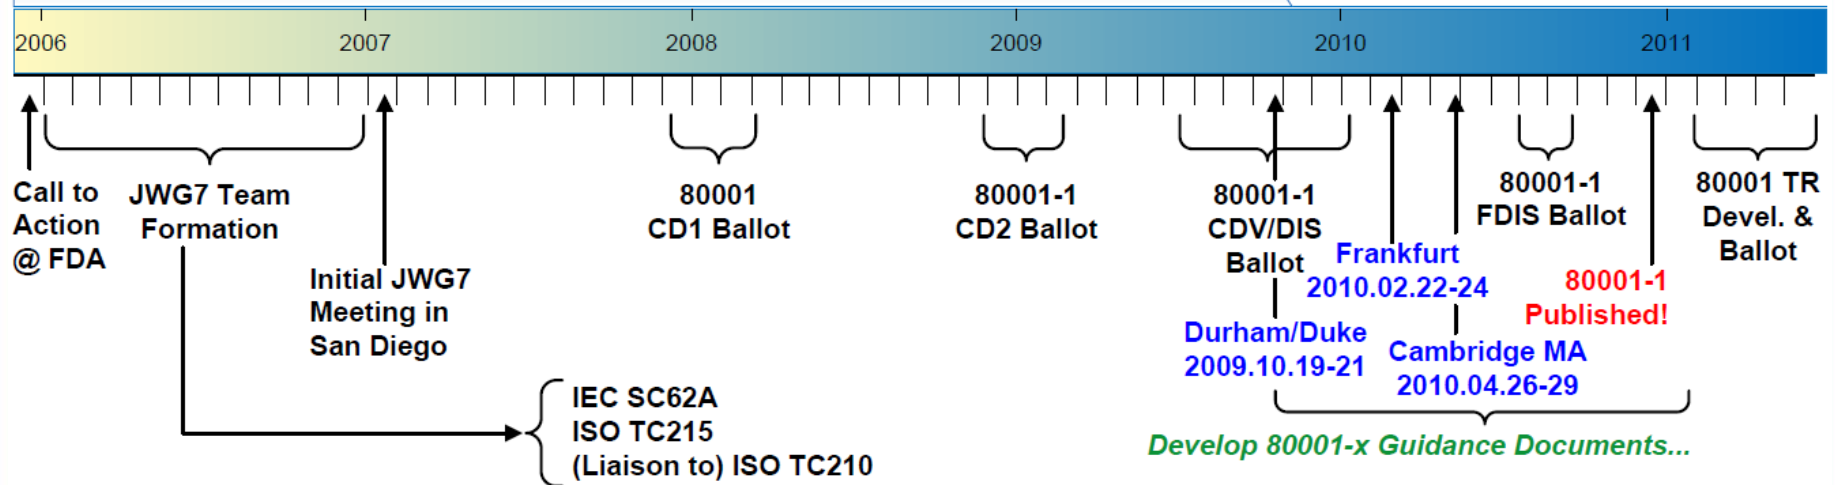 2006
2007
2008
2009
2010
2011
Call to
Action
@ FDA
JWG7 Team
Formation
Initial JWG7
Meeting in
San Diego
IEC SC62A
ISO TC215
(Liaison to) ISO TC210
80001
CD1 Ballot
80001-1
CD2 Ballot
80001-1
CDV/DIS
Ballot
Durham/Duke
2009.10.19-21
Frankfurt
2010.02.22-24
Cambridge MA
2010.04.26-29
80001-1
FDIS Ballot
80001-1
Published!
80001 TR
Devel. &
Ballot
Develop 80001-x Guidance Documents...